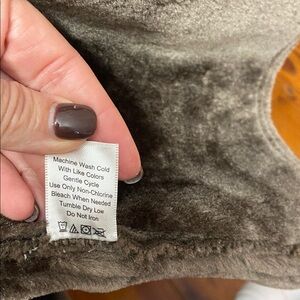 Machine Wash Cold
With Like Colors
Gentle Cycle
Use Only Non-Chlorine
Bleach When Needed
Tumble Dry Low
Do Not Iron